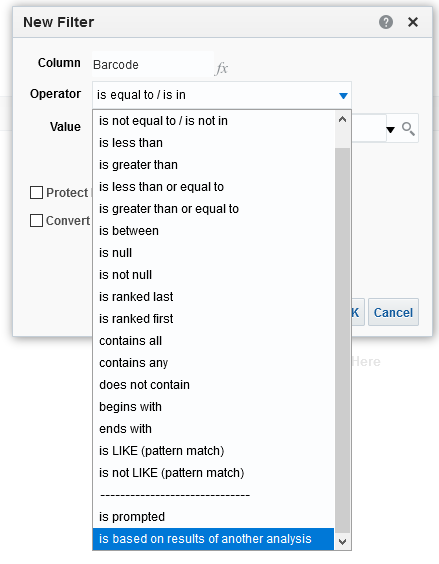 New Filter
Column Barcode fx
Operator is equal to / is in
Value
is not equal to / is not in
is less than
is greater than
is less than or equal to
Protect
is greater than or equal to
Convert
is between
is null
is not null
is ranked last
is ranked first
K Cancel
contains all
contains any
Here
does not contain
begins with
ends with
is LIKE (pattern match)
is not LIKE (pattern match)
------------------------------
is prompted
is based on results of another analysis